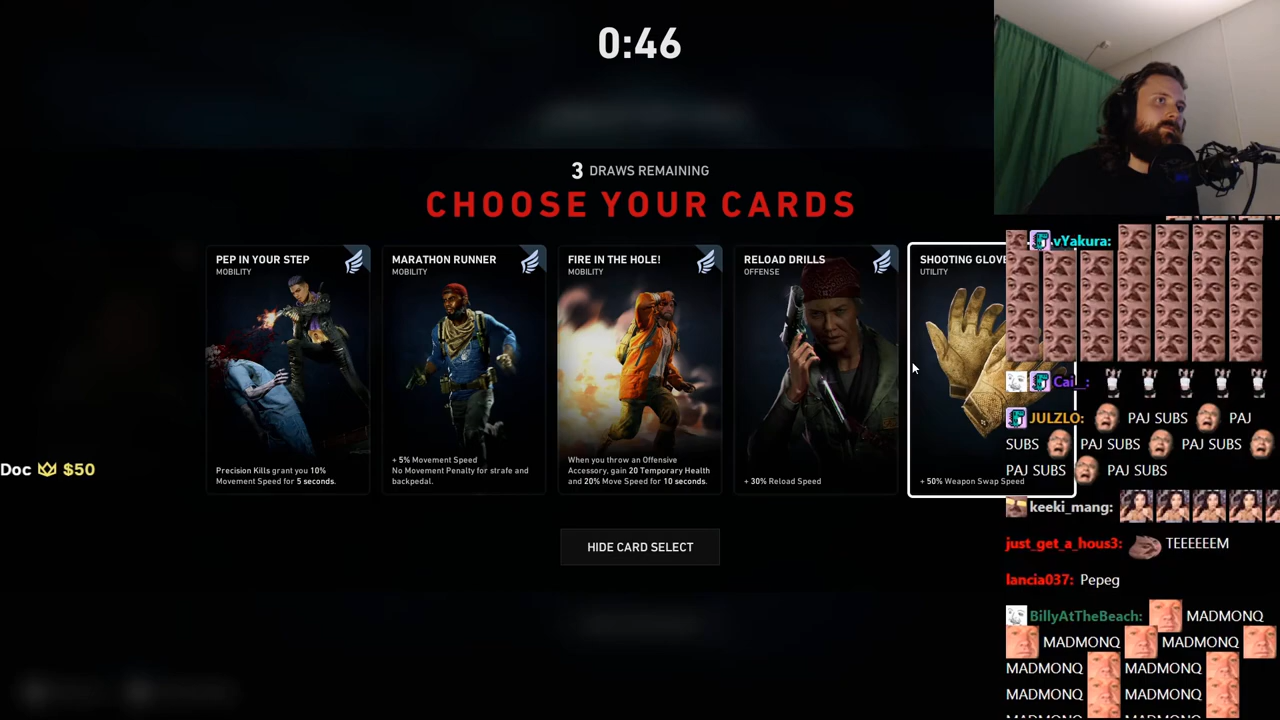 0:46
3 DRAWS REMAINING
CHOOSE YOUR CARDS
PEP IN YOUR STEP
MOBILITY
Precision Kills grant you 10%
Movement Speed for 5 seconds.
MARATHON RUNNER
MOBILITY
+ 5% Movement Speed
No Movement Penalty for strafe and
backpedal.
FIRE IN THE HOLE!
MOBILITY
When you throw an Offensive
Accessory, gain 20 Temporary Health
and 20% Move Speed for 10 seconds.
RELOAD DRILLS
OFFENSE
+ 30% Reload Speed
SHOOTING GLOVE
UTILITY
+ 50% Weapon Swap Speed
HIDE CARD SELECT
Doc $50
vYakura:
Cai_:
JULZLO: PAJ SUBS PAJ
SUBS PAJ SUBS PAJ SUBS
PAJ SUBS PAJ SUBS
keeki_mang:
just_get_a_hous3: TEEEEEEM
lancia037: Pepeg
BillyAtTheBeach: MADMONQ
MADMONQ MADMONQ
MADMONQ MADMONQ
MADMONQ MADMONQ